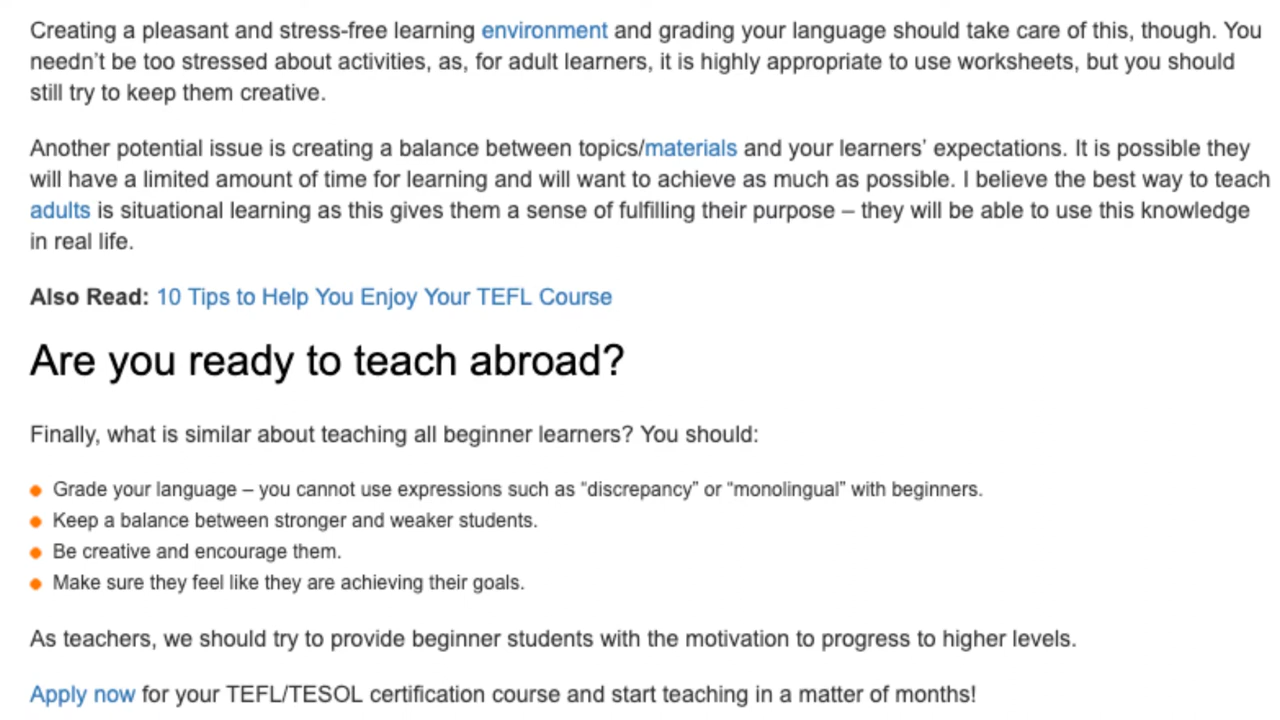 Creating a pleasant and stress-free learning environment and grading your language should take care of this, though. You
needn’t be too stressed about activities, as, for adult learners, it is highly appropriate to use worksheets, but you should
still try to keep them creative.
Another potential issue is creating a balance between topics/materials and your learners’ expectations. It is possible they
will have a limited amount of time for learning and will want to achieve as much as possible. I believe the best way to teach
adults is situational learning as this gives them a sense of fulfilling their purpose – they will be able to use this knowledge
in real life.
Also Read: 10 Tips to Help You Enjoy Your TEFL Course
Are you ready to teach abroad?
Finally, what is similar about teaching all beginner learners? You should:
Grade your language – you cannot use expressions such as “discrepancy” or “monolingual” with beginners.
Keep a balance between stronger and weaker students.
Be creative and encourage them.
Make sure they feel like they are achieving their goals.
As teachers, we should try to provide beginner students with the motivation to progress to higher levels.
Apply now for your TEFL/TESOL certification course and start teaching in a matter of months!